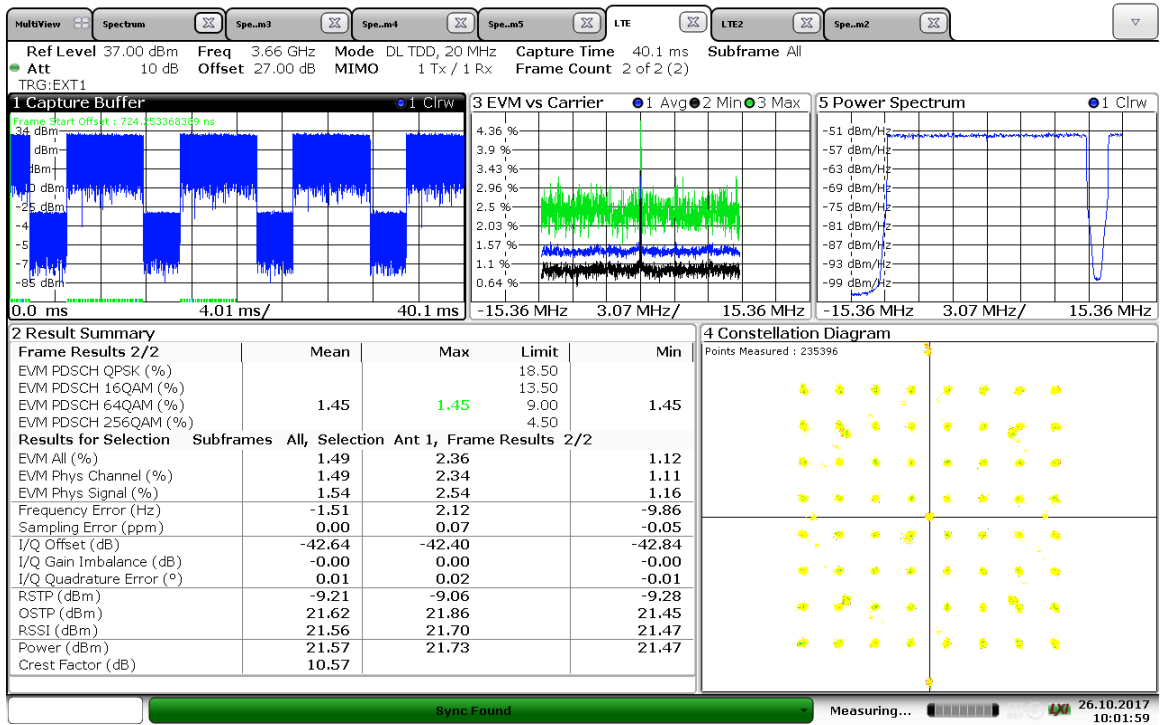 MultiView Spectrum Spe..m3 Spe..m4 Spe..m5 LTE LTE2 Spe..m2
Ref Level 37.00 dBm Freq 3.66 GHz Mode DL TDD, 20 MHz Capture Time 40.1 ms Subframe All
Att 10 dB Offset 27.00 dB MIMO 1 Tx / 1 Rx Frame Count 2 of 2 (2)
TRG:EXT1
1 Capture Buffer 1 Clrw
Frame Start Offset : 724.253368389 ns
34 dBm
dBm
dBm
dBm
-25 dBm
-85 dBm
0.0 ms 4.01 ms/ 40.1 ms
3 EVM vs Carrier 1 Avg 2 Min 3 Max
4.36 %
3.9 %
3.43 %
2.96 %
2.5 %
2.03 %
1.57 %
1.1 %
0.64 %
-15.36 MHz 3.07 MHz/ 15.36 MHz
5 Power Spectrum 1 Clrw
-51 dBm/Hz
-57 dBm/Hz
-63 dBm/Hz
-69 dBm/Hz
-75 dBm/Hz
-81 dBm/Hz
-87 dBm/Hz
-93 dBm/Hz
-99 dBm/Hz
-15.36 MHz 3.07 MHz/ 15.36 MHz
2 Result Summary
Frame Results 2/2 Mean Max Limit Min
EVM PDSCH QPSK (%) 18.50
EVM PDSCH 16QAM (%) 13.50
EVM PDSCH 64QAM (%) 1.45 1.45 9.00 1.45
EVM PDSCH 256QAM (%) 4.50
Results for Selection Subframes All, Selection Ant 1, Frame Results 2/2
EVM All (%) 1.49 2.36 1.12
EVM Phys Channel (%) 1.49 2.34 1.11
EVM Phys Signal (%) 1.54 2.54 1.16
Frequency Error (Hz) -1.51 2.12 -9.86
Sampling Error (ppm) 0.00 0.07 -0.05
I/Q Offset (dB) -42.64 -42.40 -42.84
I/Q Gain Imbalance (dB) -0.00 0.00 -0.00
I/Q Quadrature Error (°) 0.01 0.02 -0.01
RSTP (dBm) -9.21 -9.06 -9.28
OSTP (dBm) 21.62 21.86 21.45
RSSI (dBm) 21.56 21.70 21.47
Power (dBm) 21.57 21.73 21.47
Crest Factor (dB) 10.57
4 Constellation Diagram
Points Measured : 235396
Sync Found
Measuring...
LXI
26.10.2017
10:01:59